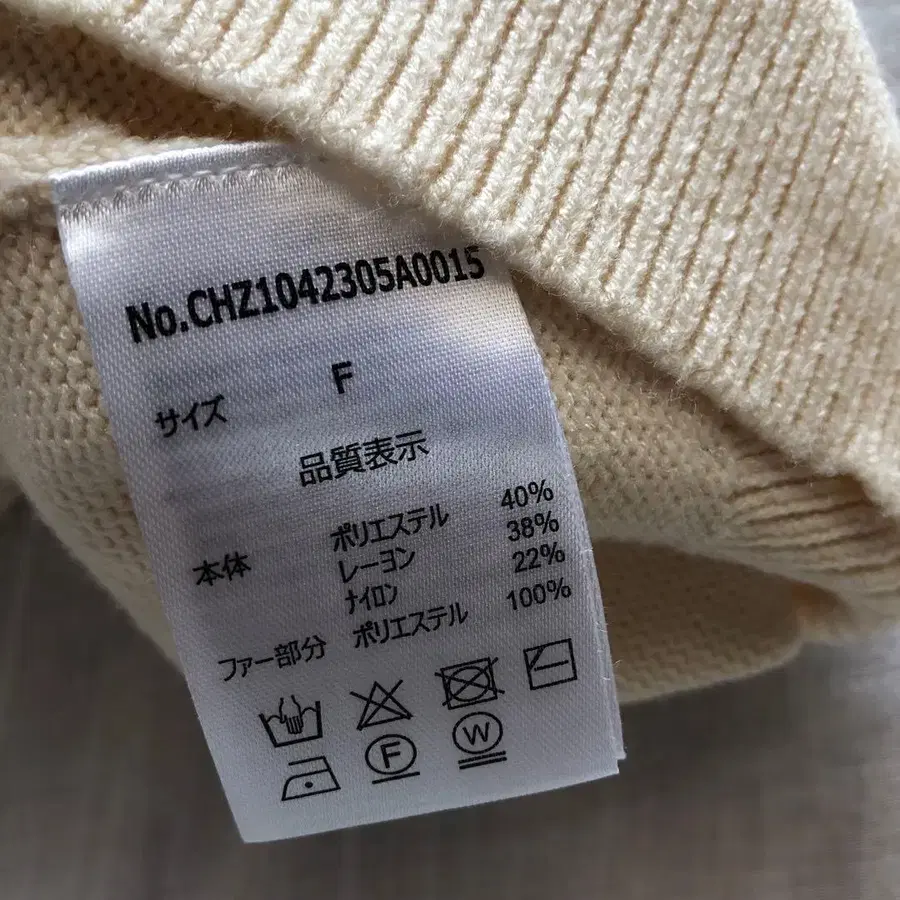 No.CHZ1042305A0015
サイズ F
品質表示
本体 ポリエステル 40%
レーヨン 38%
ナイロン 22%
ファー部分 ポリエステル 100%
F W